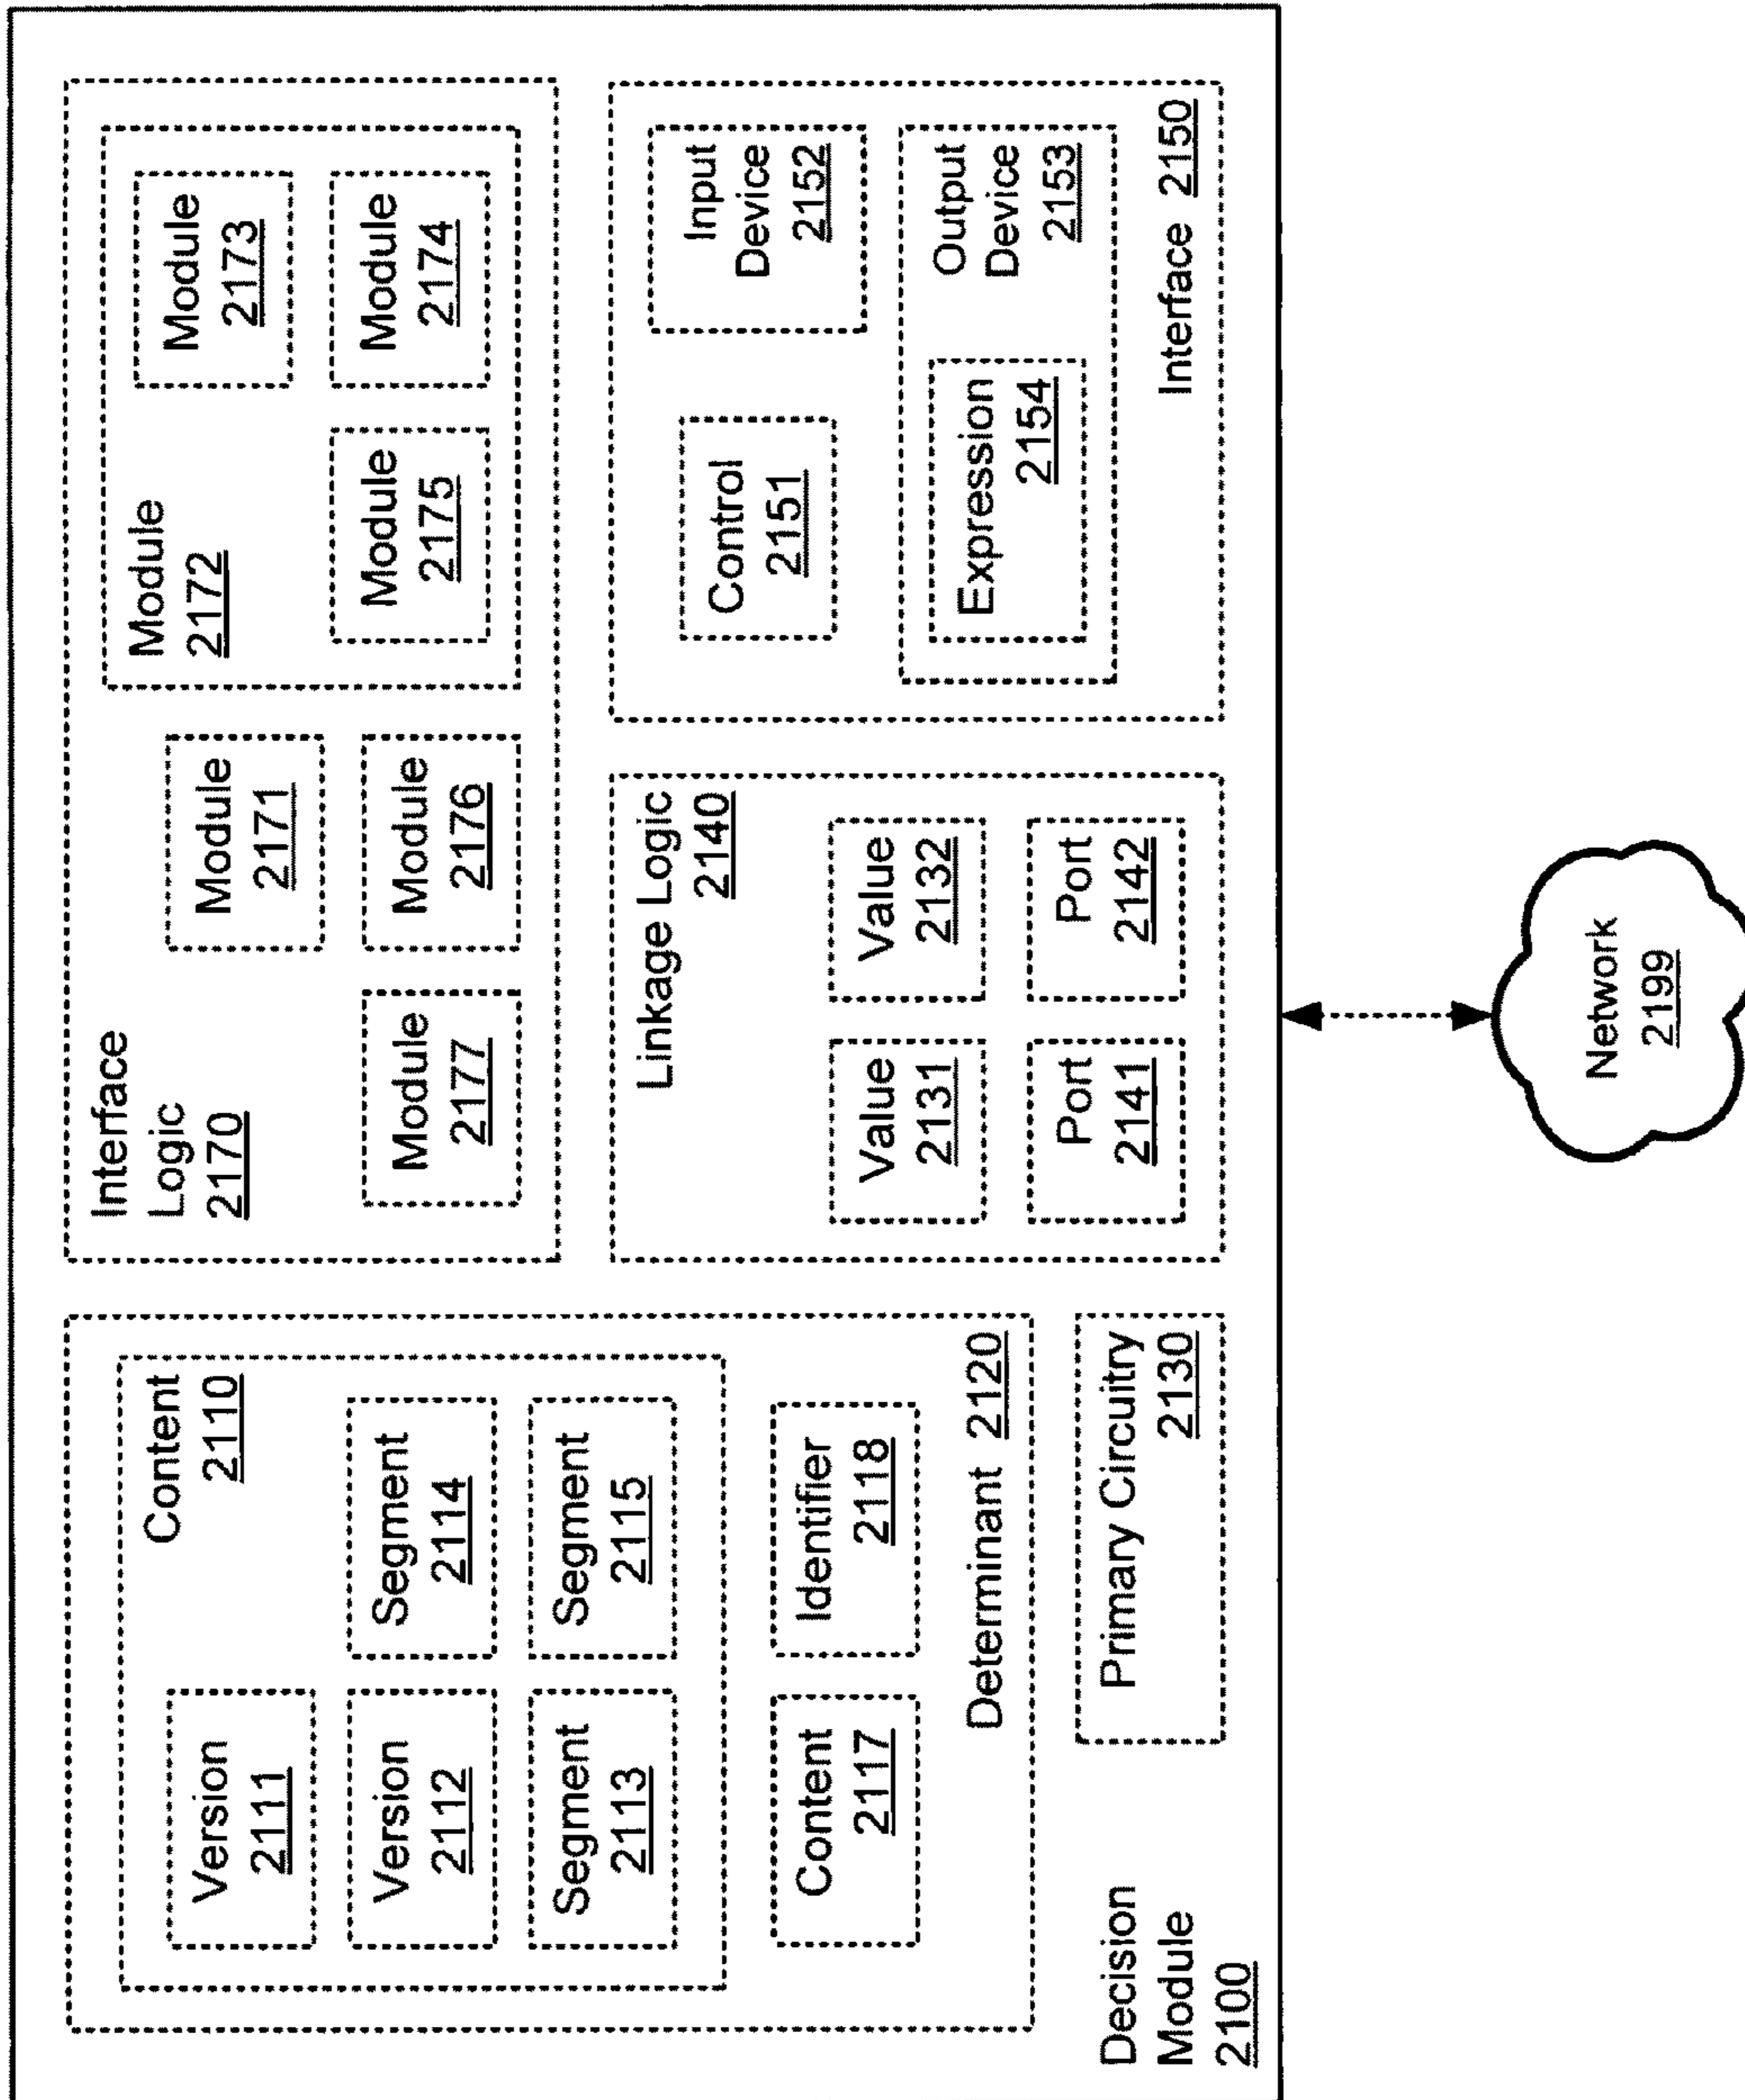 Content
2110
Version
2111
Version
2112
Segment
2114
Segment
2113
Segment
2115
Content
2117
Identifier
2118
Determinant 2120
Decision
Module
2100
Primary Circuitry
2130
Interface
Logic
2170
Module
2171
Module
2177
Module
2176
Module
2172
Module
2173
Module
2175
Module
2174
Linkage Logic
2140
Value
2131
Value
2132
Port
2141
Port
2142
Control
2151
Input
Device
2152
Expression
2154
Output
Device
2153
Interface 2150
Network
2199